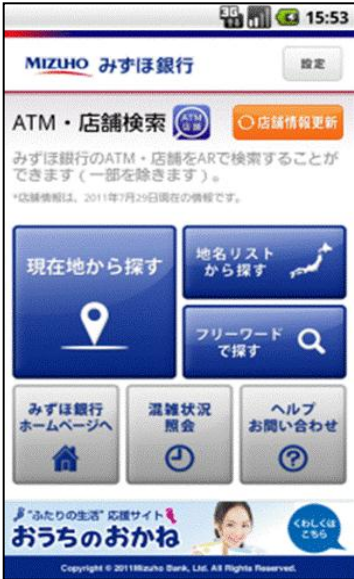 3G 15:53
MIZUHO みずほ銀行
設定
ATM・店舗検索
ATM
店舗
店舗情報更新
みずほ銀行のATM・店舗をARで検索することが
できます(一部を除きます)。
*店舗情報は、2011年7月29日現在の情報です。
現在地から探す
地名リスト
から探す
フリーワード
で探す
みずほ銀行
ホームページへ
混雑状況
照会
ヘルプ
お問い合わせ
"ふたりの生活"応援サイト
おうちのおかね
くわしくは
こちら
Copyright © 2011Mizuho Bank, Ltd. All Rights Reserved.